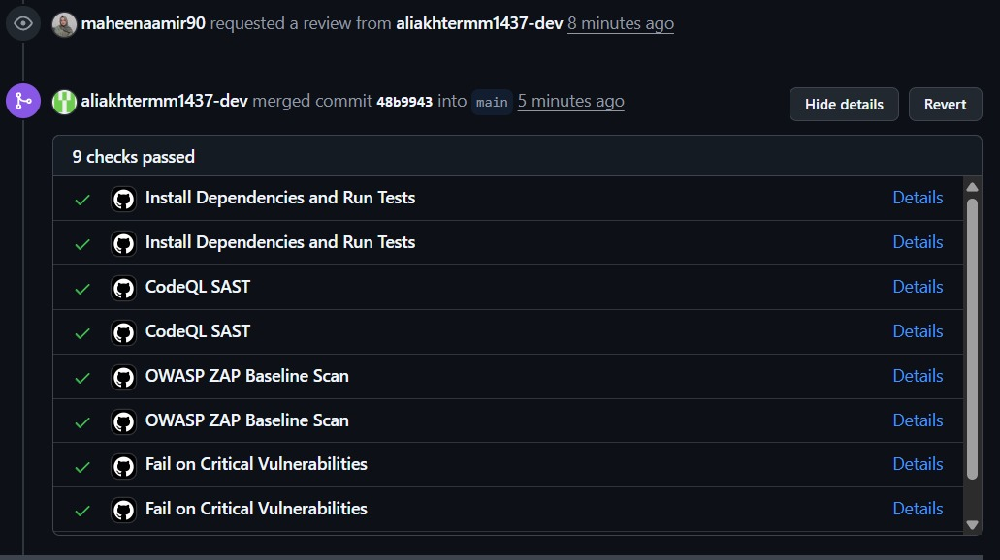 maheenaamir90 requested a review from aliakhtermm1437-dev 8 minutes ago
aliakhtermm1437-dev merged commit 48b9943 into main 5 minutes ago
Hide details
Revert
9 checks passed
Install Dependencies and Run Tests Details
Install Dependencies and Run Tests Details
CodeQL SAST Details
CodeQL SAST Details
OWASP ZAP Baseline Scan Details
OWASP ZAP Baseline Scan Details
Fail on Critical Vulnerabilities Details
Fail on Critical Vulnerabilities Details